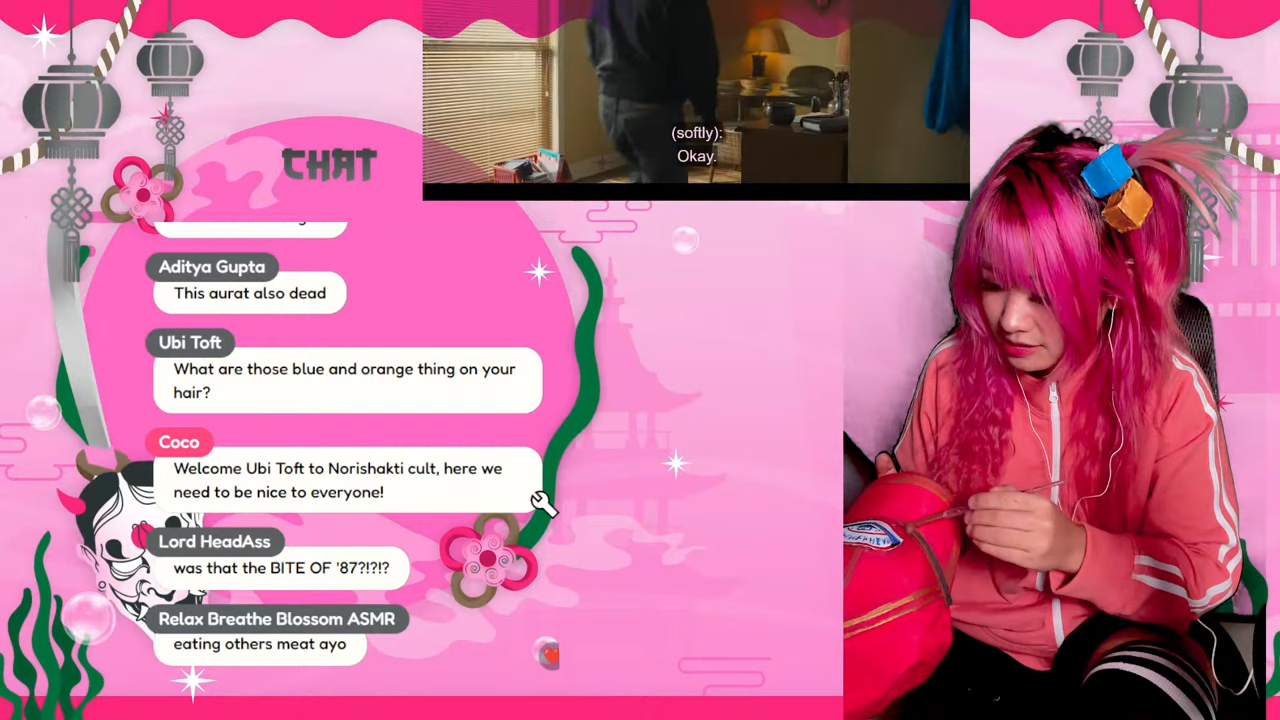 (softly):
Okay.
CHAT
Aditya Gupta
This aurat also dead
Ubi Toft
What are those blue and orange thing on your
hair?
Coco
Welcome Ubi Toft to Norishakti cult, here we
need to be nice to everyone!
Lord HeadAss
was that the BITE OF '87?!?!?
Relax Breathe Blossom ASMR
eating others meat ayo